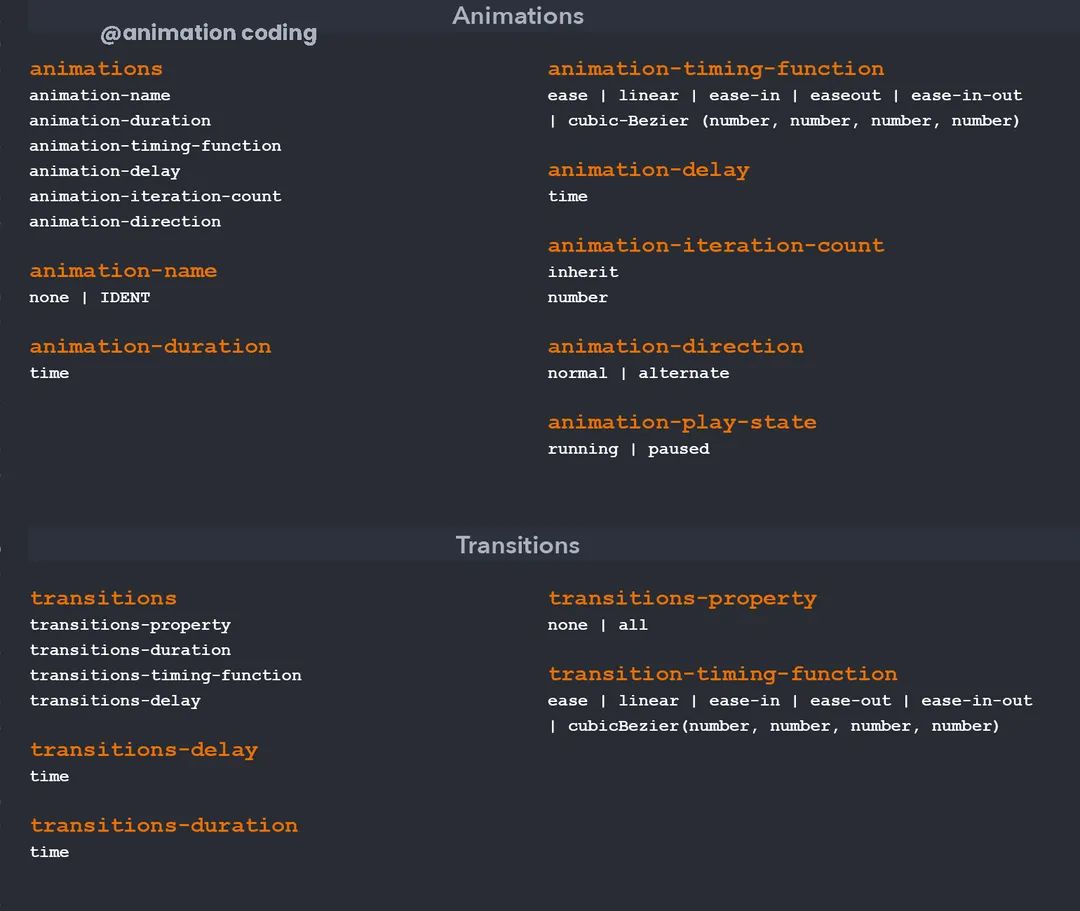 Animations
@animation coding
animations
animation-name
animation-duration
animation-timing-function
animation-delay
animation-iteration-count
animation-direction
animation-name
none | IDENT
animation-duration
time
animation-timing-function
ease | linear | ease-in | easeout | ease-in-out
| cubic-Bezier (number, number, number, number)
animation-delay
time
animation-iteration-count
inherit
number
animation-direction
normal | alternate
animation-play-state
running | paused
Transitions
transitions
transitions-property
transitions-duration
transitions-timing-function
transitions-delay
transitions-delay
time
transitions-duration
time
transitions-property
none | all
transition-timing-function
ease | linear | ease-in | ease-out | ease-in-out
| cubicBezier(number, number, number, number)